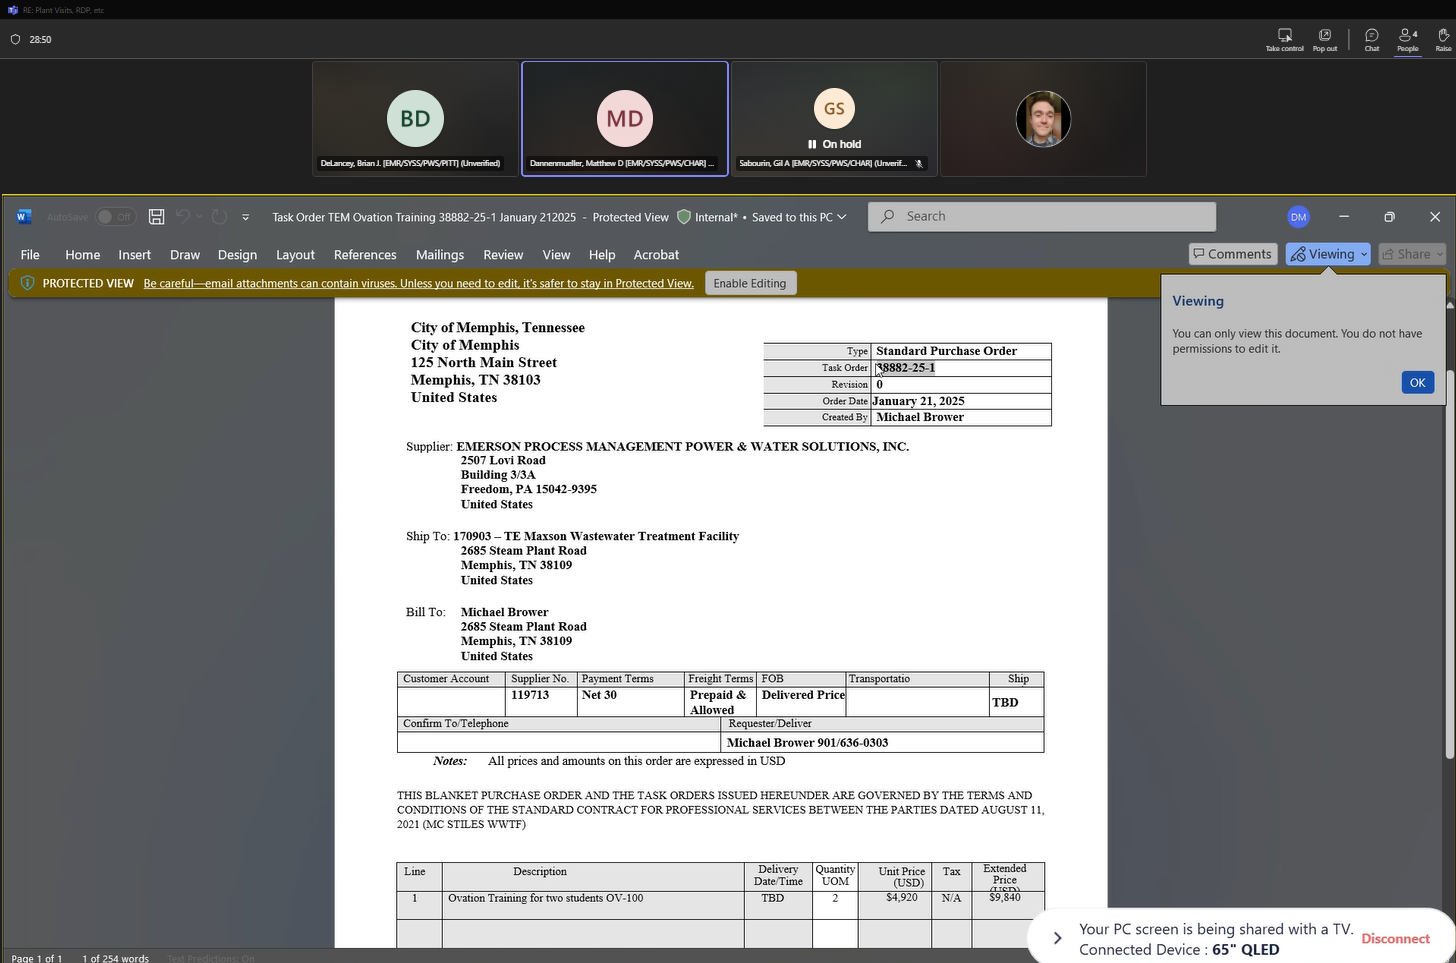 RE: Plant Visits, RDP, etc
28:50
Take control
Pop out
Chat
4
People
Raise
BD
DeLancey, Brian J. [EMR/SYSS/PWS/PITT] (Unverified)
MD
Dannenmueller, Matthew D [EMR/SYSS/PWS/CHAR] ...
GS
On hold
Sabourin, Gil A [EMR/SYSS/PWS/CHAR] (Unverif...
AutoSave Off
Task Order TEM Ovation Training 38882-25-1 January 212025 - Protected View Internal* • Saved to this PC
Search
DM
File Home Insert Draw Design Layout References Mailings Review View Help Acrobat
Comments Viewing Share
PROTECTED VIEW Be careful—email attachments can contain viruses. Unless you need to edit, it's safer to stay in Protected View. Enable Editing
Viewing
You can only view this document. You do not have
permissions to edit it.
OK
City of Memphis, Tennessee
City of Memphis
125 North Main Street
Memphis, TN 38103
United States
Type Standard Purchase Order
Task Order 38882-25-1
Revision 0
Order Date January 21, 2025
Created By Michael Brower
Supplier: EMERSON PROCESS MANAGEMENT POWER & WATER SOLUTIONS, INC.
2507 Lovi Road
Building 3/3A
Freedom, PA 15042-9395
United States
Ship To: 170903 – TE Maxson Wastewater Treatment Facility
2685 Steam Plant Road
Memphis, TN 38109
United States
Bill To: Michael Brower
2685 Steam Plant Road
Memphis, TN 38109
United States
Customer Account Supplier No. Payment Terms Freight Terms FOB Transportatio Ship
119713 Net 30 Prepaid & Delivered Price TBD
Allowed
Confirm To/Telephone Requester/Deliver
Michael Brower 901/636-0303
Notes: All prices and amounts on this order are expressed in USD
THIS BLANKET PURCHASE ORDER AND THE TASK ORDERS ISSUED HEREUNDER ARE GOVERNED BY THE TERMS AND
CONDITIONS OF THE STANDARD CONTRACT FOR PROFESSIONAL SERVICES BETWEEN THE PARTIES DATED AUGUST 11,
2021 (MC STILES WWTF)
Line Description Delivery Quantity Unit Price Tax Extended
Date/Time UOM (USD) Price
(USD)
1 Ovation Training for two students OV-100 TBD 2 $4,920 N/A $9,840
Your PC screen is being shared with a TV.
Connected Device : 65" QLED
Disconnect
Page 1 of 1 1 of 254 words Text Predictions: On